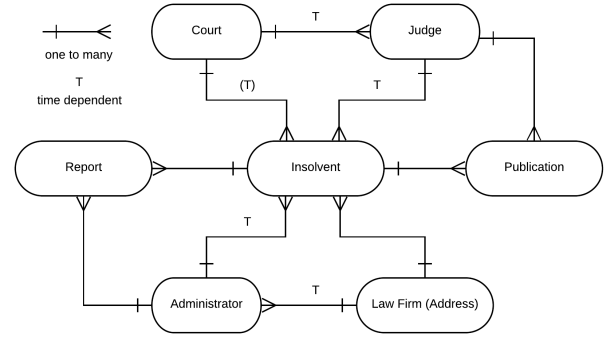 T
Court
Judge
one to many
T
time dependent
(T)
T
Report
Insolvent
Publication
T
Administrator
T
Law Firm (Address)